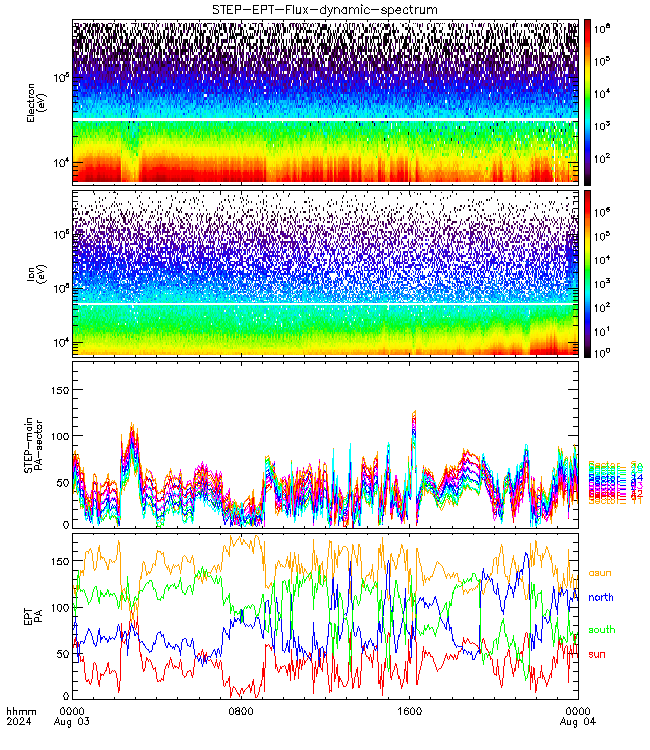 STEP-EPT-Flux-dynamic-spectrum
Electron
(eV)
10⁵
10⁴
10⁶
10⁵
10⁴
10³
10²
Ion
(eV)
10⁶
10⁵
10⁴
10⁶
10⁵
10⁴
10³
10²
10¹
10⁰
STEP-main
PA-sector
150
100
50
0
EPT
PA
150
100
50
0
asun
north
south
sun
hhmm
2024
0000
Aug 03
0800
1600
0000
Aug 04